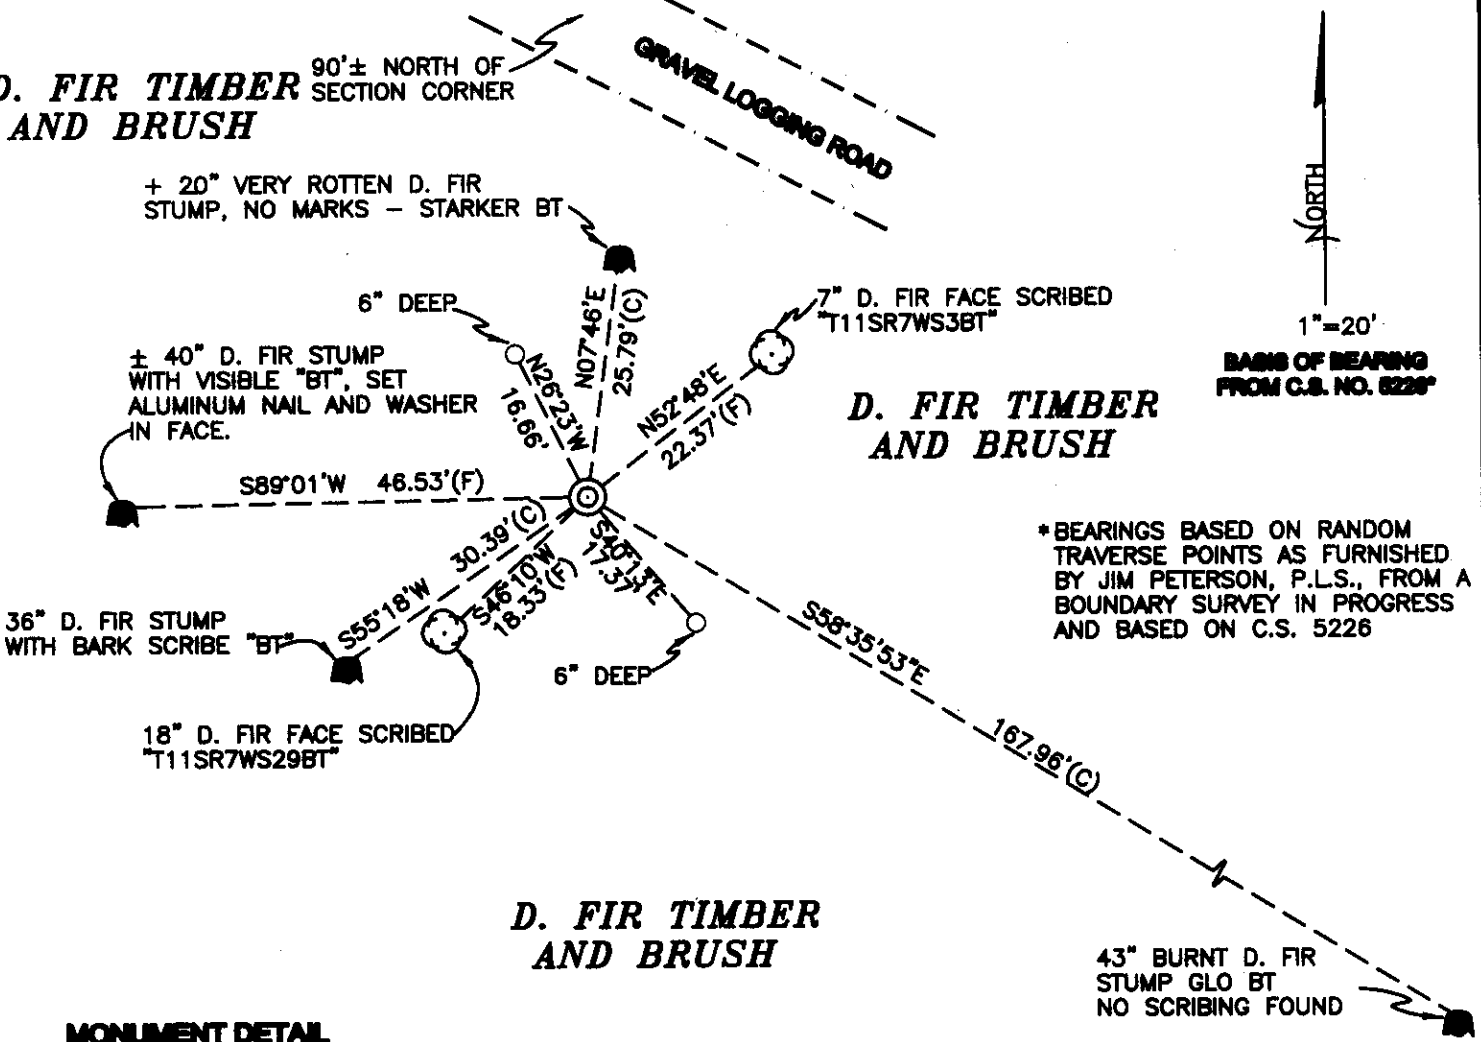 90'± NORTH OF
SECTION CORNER
D. FIR TIMBER
AND BRUSH
GRAVEL LOGGING ROAD
NORTH
1"=20'
BASIS OF BEARING
FROM C.S. NO. 5226*
+ 20" VERY ROTTEN D. FIR
STUMP, NO MARKS – STARKER BT
6" DEEP
N07°46'E
25.79'(C)
7" D. FIR FACE SCRIBED
"T11SR7WS3BT"
± 40" D. FIR STUMP
WITH VISIBLE "BT", SET
ALUMINUM NAIL AND WASHER
IN FACE.
N26°23'W
16.66'
N52°48'E
22.37'(F)
D. FIR TIMBER
AND BRUSH
S89°01'W 46.53'(F)
*BEARINGS BASED ON RANDOM
TRAVERSE POINTS AS FURNISHED
BY JIM PETERSON, P.L.S., FROM A
BOUNDARY SURVEY IN PROGRESS
AND BASED ON C.S. 5226
S55°18'W 30.39'(C)
S46°10'W
18.33'(F)
17.37'
36" D. FIR STUMP
WITH BARK SCRIBE "BT"
6" DEEP
18" D. FIR FACE SCRIBED
"T11SR7WS29BT"
S58°35'53"E
167.96'(C)
D. FIR TIMBER
AND BRUSH
43" BURNT D. FIR
STUMP GLO BT
NO SCRIBING FOUND
MONUMENT DETAIL